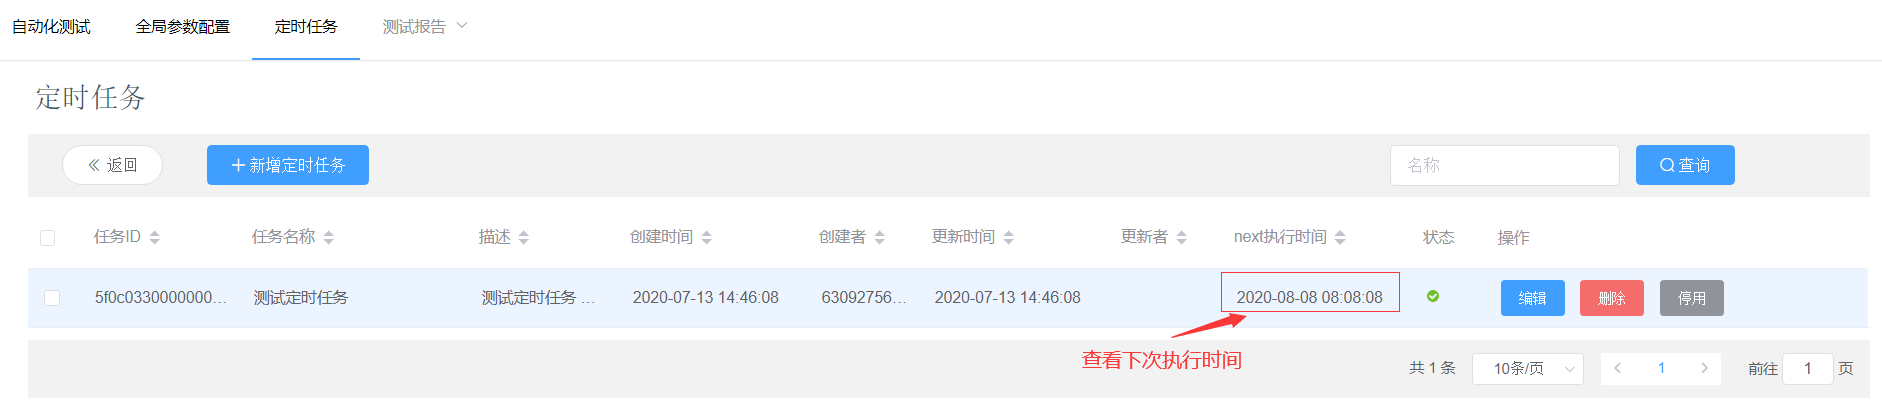 自动化测试 全局参数配置 定时任务 测试报告
定时任务
返回 新增定时任务 名称 查询
任务ID 任务名称 描述 创建时间 创建者 更新时间 更新者 next执行时间 状态 操作
5f0c0330000000... 测试定时任务 测试定时任务 ... 2020-07-13 14:46:08 63092756... 2020-07-13 14:46:08 2020-08-08 08:08:08 编辑 删除 停用
查看下次执行时间
共 1 条 10条/页 1 前往 1 页